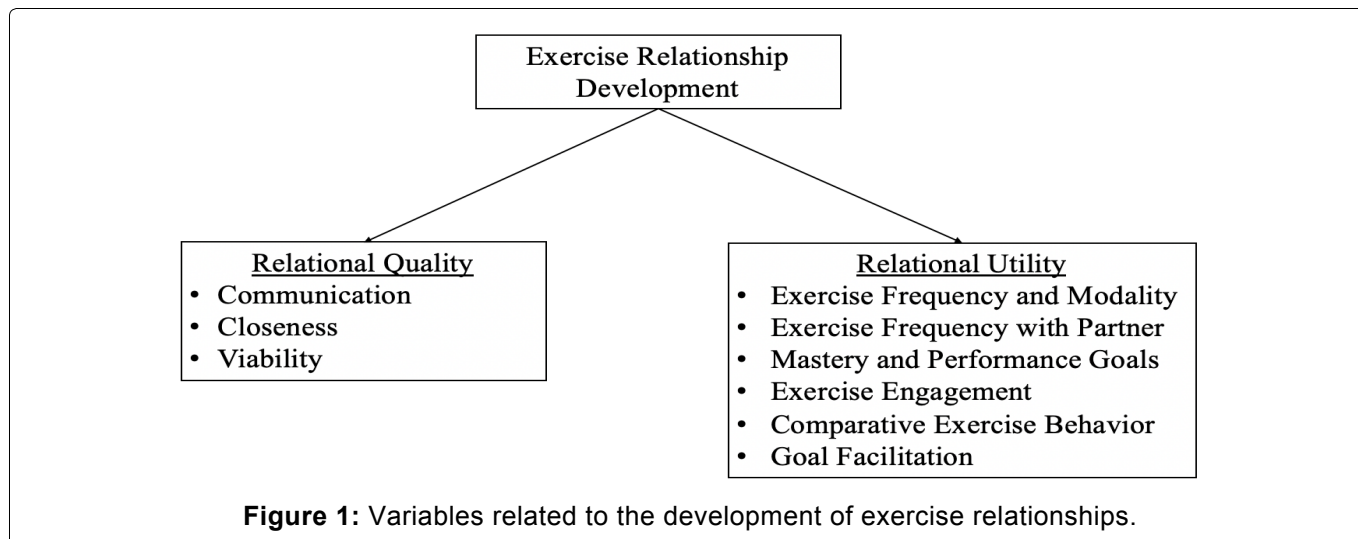 Exercise Relationship
Development
Relational Quality
• Communication
• Closeness
• Viability
Relational Utility
• Exercise Frequency and Modality
• Exercise Frequency with Partner
• Mastery and Performance Goals
• Exercise Engagement
• Comparative Exercise Behavior
• Goal Facilitation
Figure 1: Variables related to the development of exercise relationships.